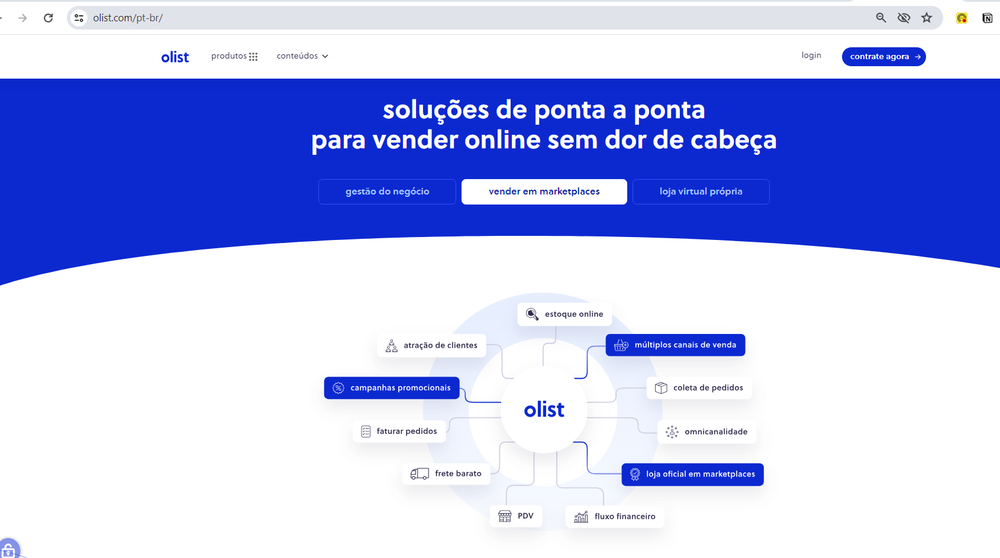 olist.com/pt-br/
olist
produtos
conteúdos
login
contrate agora →
soluções de ponta a ponta
para vender online sem dor de cabeça
gestão do negócio
vender em marketplaces
loja virtual própria
estoque online
atração de clientes
múltiplos canais de venda
campanhas promocionais
coleta de pedidos
olist
faturar pedidos
omnicanalidade
frete barato
loja oficial em marketplaces
PDV
fluxo financeiro